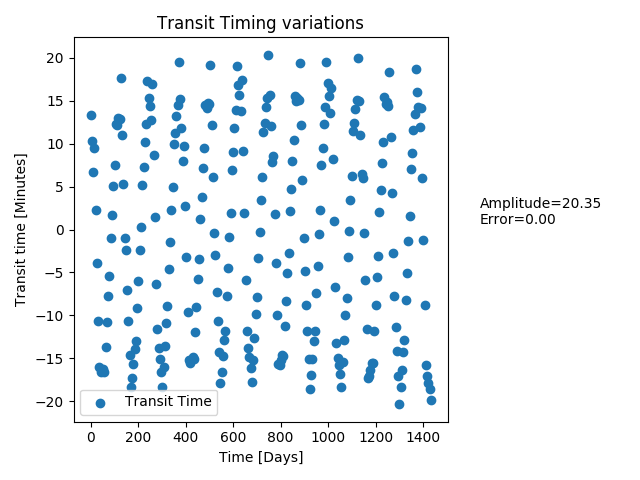 Transit Timing variations
Transit time [Minutes]
20
15
10
5
0
−5
−10
−15
−20
Transit Time
0
200
400
600
800
1000
1200
1400
Time [Days]
Amplitude=20.35
Error=0.00